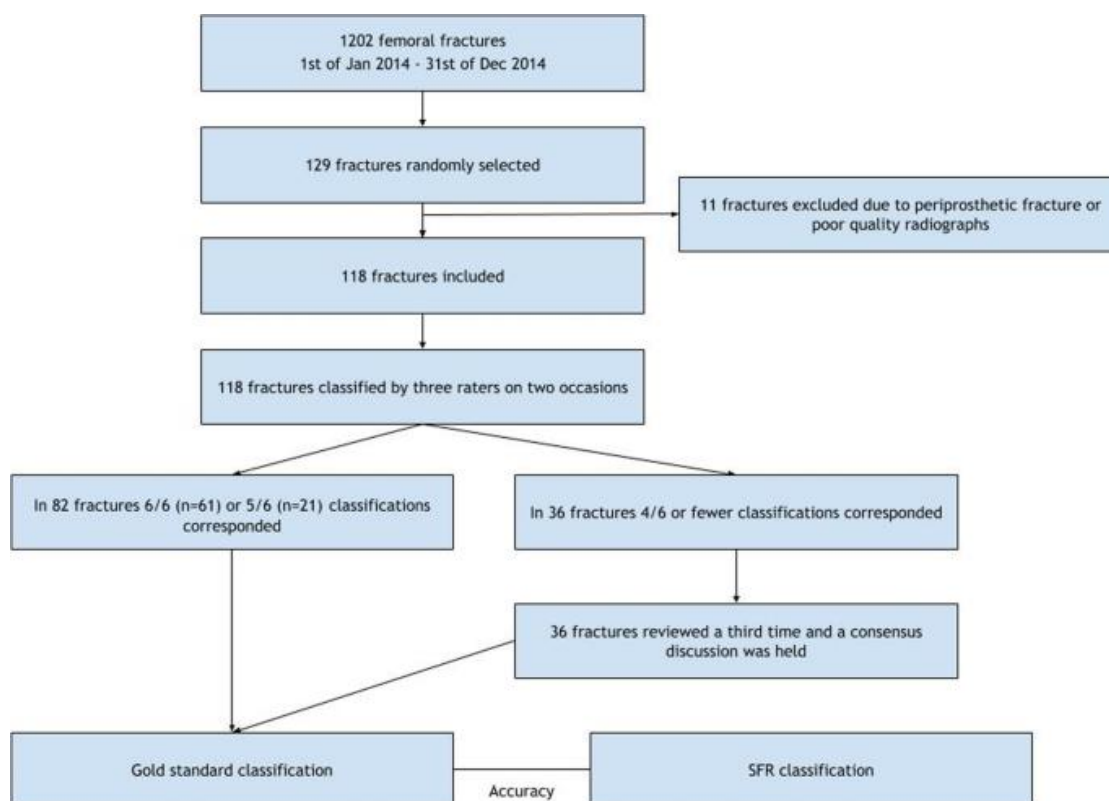 1202 femoral fractures
1st of Jan 2014 - 31st of Dec 2014
129 fractures randomly selected
11 fractures excluded due to periprosthetic fracture or
poor quality radiographs
118 fractures included
118 fractures classified by three raters on two occasions
In 82 fractures 6/6 (n=61) or 5/6 (n=21) classifications
corresponded
In 36 fractures 4/6 or fewer classifications corresponded
36 fractures reviewed a third time and a consensus
discussion was held
Gold standard classification
Accuracy
SFR classification